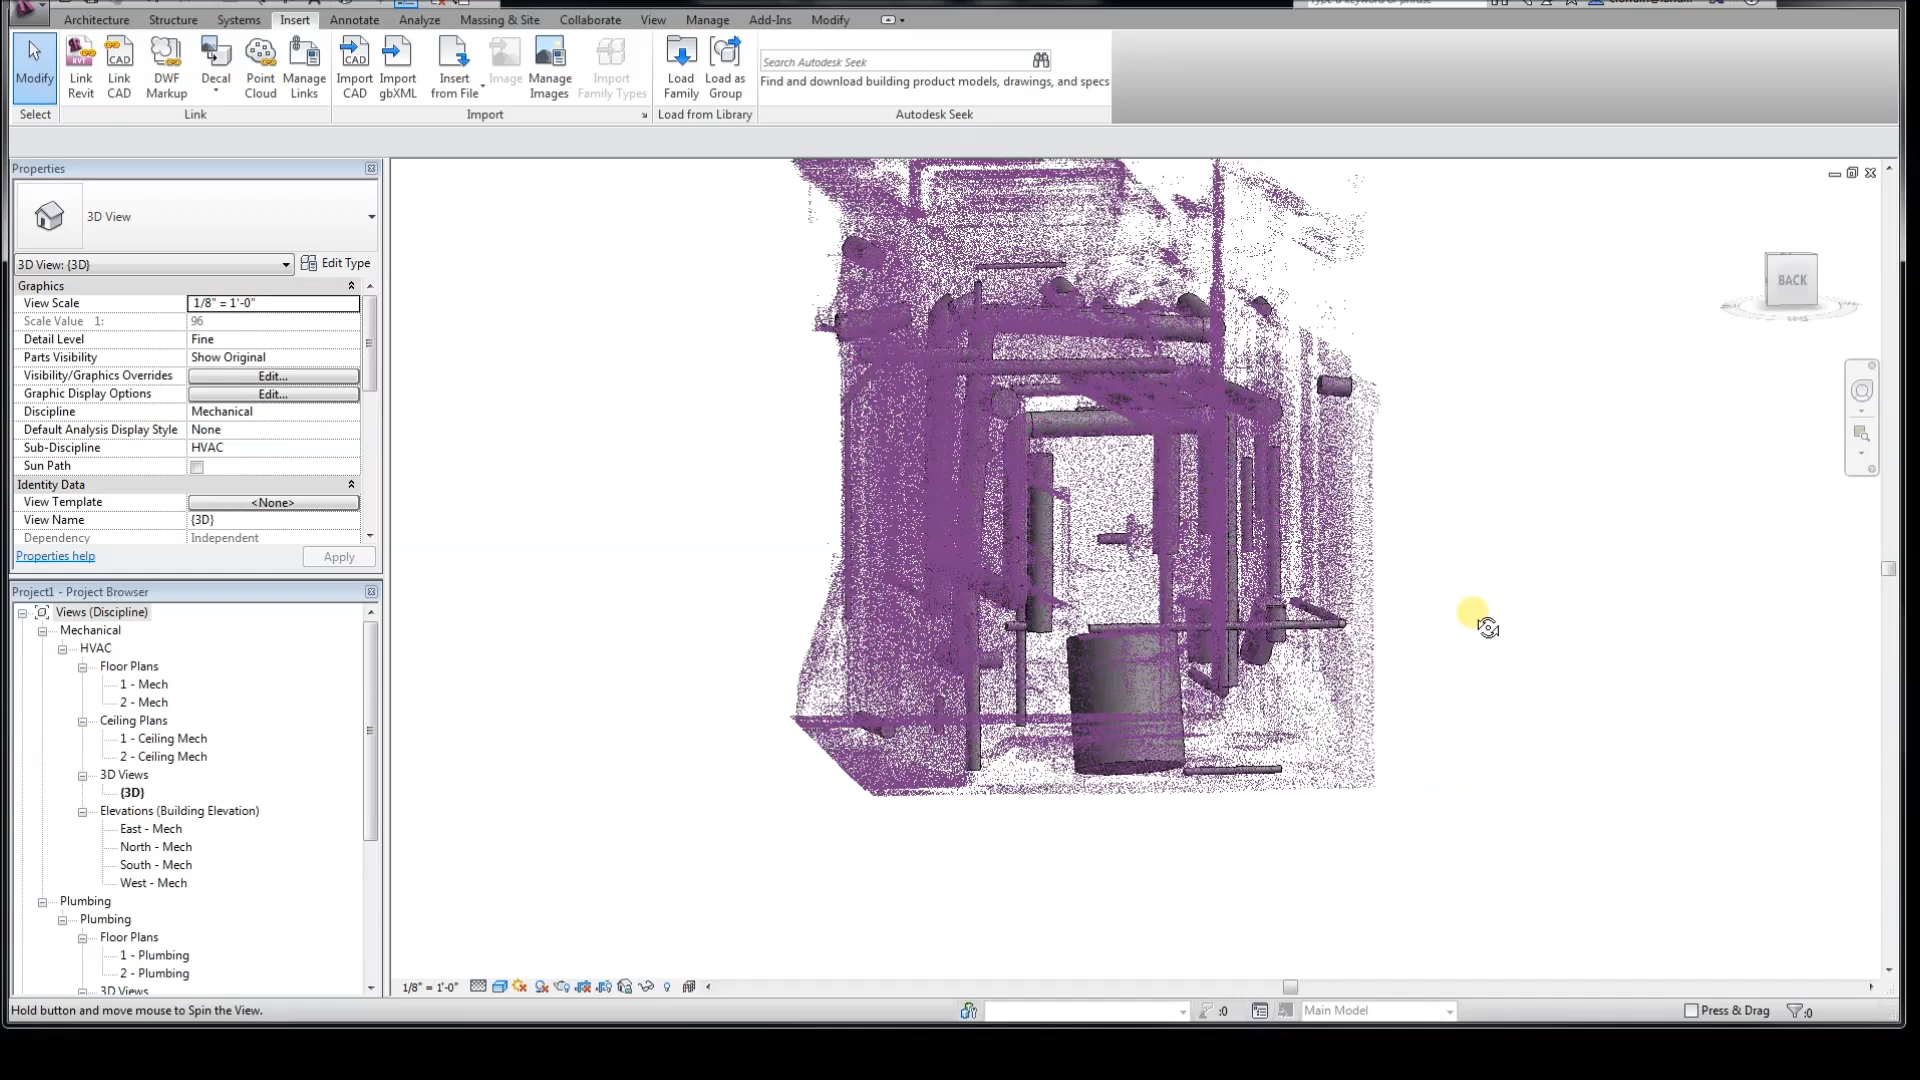 Architecture Structure Systems Insert Annotate Analyze Massing & Site Collaborate View Manage Add-Ins Modify
Modify
Link Revit
Link CAD
DWF Markup
Decal
Point Cloud
Manage Links
Import CAD
Import gbXML
Insert from File
Image
Manage Images
Import Family Types
Load Family
Load as Group
Search Autodesk Seek
Find and download building product models, drawings, and specs
Select Link Import Load from Library Autodesk Seek
Properties
3D View
3D View: {3D} Edit Type
Graphics
View Scale 1/8" = 1'-0"
Scale Value 1: 96
Detail Level Fine
Parts Visibility Show Original
Visibility/Graphics Overrides Edit...
Graphic Display Options Edit...
Discipline Mechanical
Default Analysis Display Style None
Sub-Discipline HVAC
Sun Path
Identity Data
View Template <None>
View Name {3D}
Dependency Independent
Properties help Apply
BACK
Project1 - Project Browser
Views (Discipline)
Mechanical
HVAC
Floor Plans
1 - Mech
2 - Mech
Ceiling Plans
1 - Ceiling Mech
2 - Ceiling Mech
3D Views
{3D}
Elevations (Building Elevation)
East - Mech
North - Mech
South - Mech
West - Mech
Plumbing
Plumbing
Floor Plans
1 - Plumbing
2 - Plumbing
3D Views
1/8" = 1'-0"
Hold button and move mouse to Spin the View. :0 Main Model Press & Drag :0